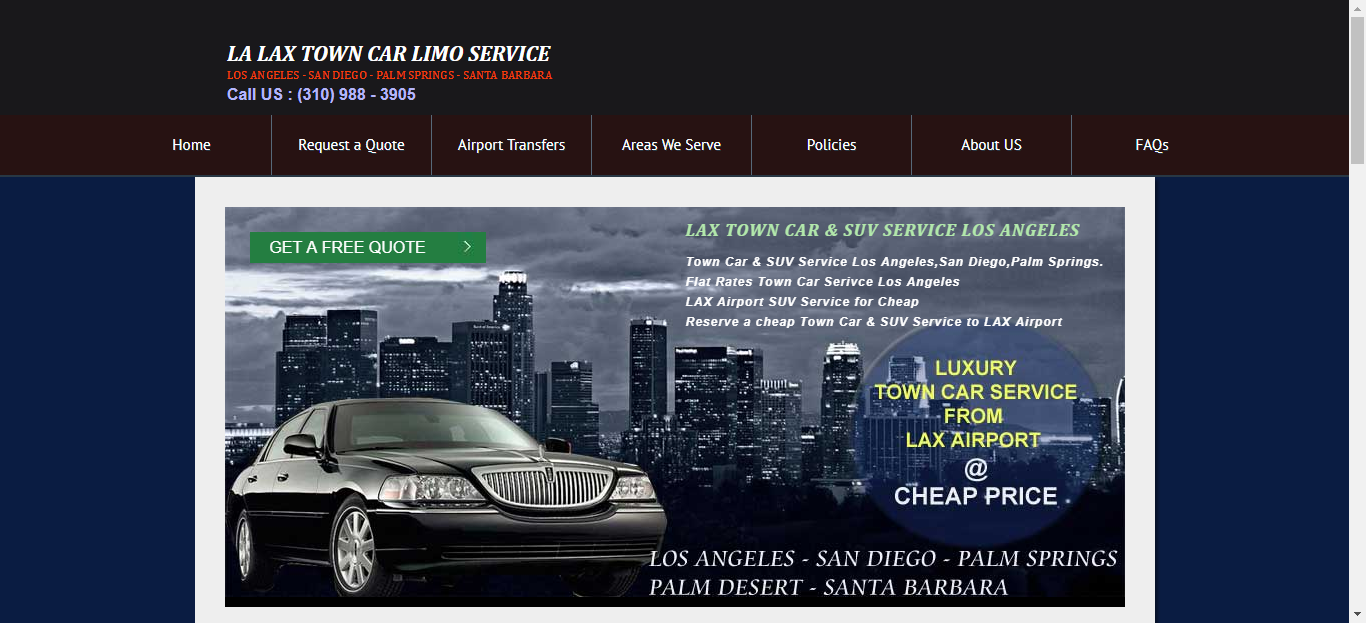 LA LAX TOWN CAR LIMO SERVICE
LOS ANGELES - SAN DIEGO - PALM SPRINGS - SANTA BARBARA
Call US : (310) 988 - 3905
Home
Request a Quote
Airport Transfers
Areas We Serve
Policies
About US
FAQs
GET A FREE QUOTE
LAX TOWN CAR & SUV SERVICE LOS ANGELES
Town Car & SUV Service Los Angeles,San Diego,Palm Springs.
Flat Rates Town Car Serivce Los Angeles
LAX Airport SUV Service for Cheap
Reserve a cheap Town Car & SUV Service to LAX Airport
LUXURY
TOWN CAR SERVICE
FROM
LAX AIRPORT
@
CHEAP PRICE .
LOS ANGELES - SAN DIEGO - PALM SPRINGS
PALM DESERT - SANTA BARBARA